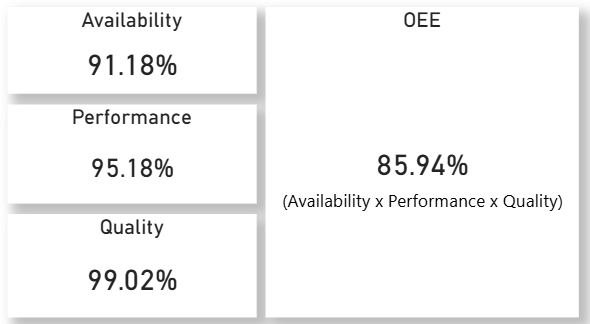 Availability
91.18%
Performance
95.18%
Quality
99.02%
OEE
85.94%
(Availability x Performance x Quality)